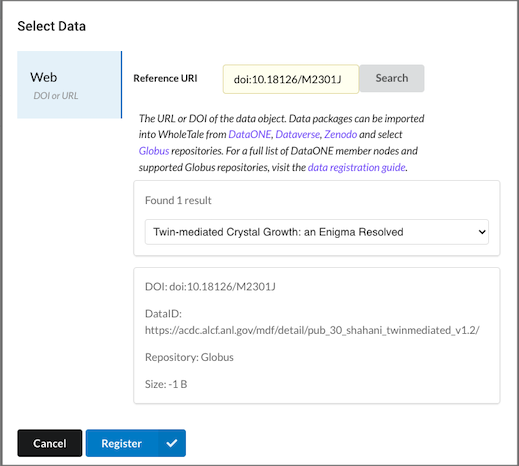 Select Data
Web
DOI or URL
Reference URI
doi:10.18126/M2301J
Search
The URL or DOI of the data object. Data packages can be imported
into WholeTale from DataONE, Dataverse, Zenodo and select
Globus repositories. For a full list of DataONE member nodes and
supported Globus repositories, visit the data registration guide.
Found 1 result
Twin-mediated Crystal Growth: an Enigma Resolved
DOI: doi:10.18126/M2301J
DataID:
https://acdc.alcf.anl.gov/mdf/detail/pub_30_shahani_twinmediated_v1.2/
Repository: Globus
Size: -1 B
Cancel
Register